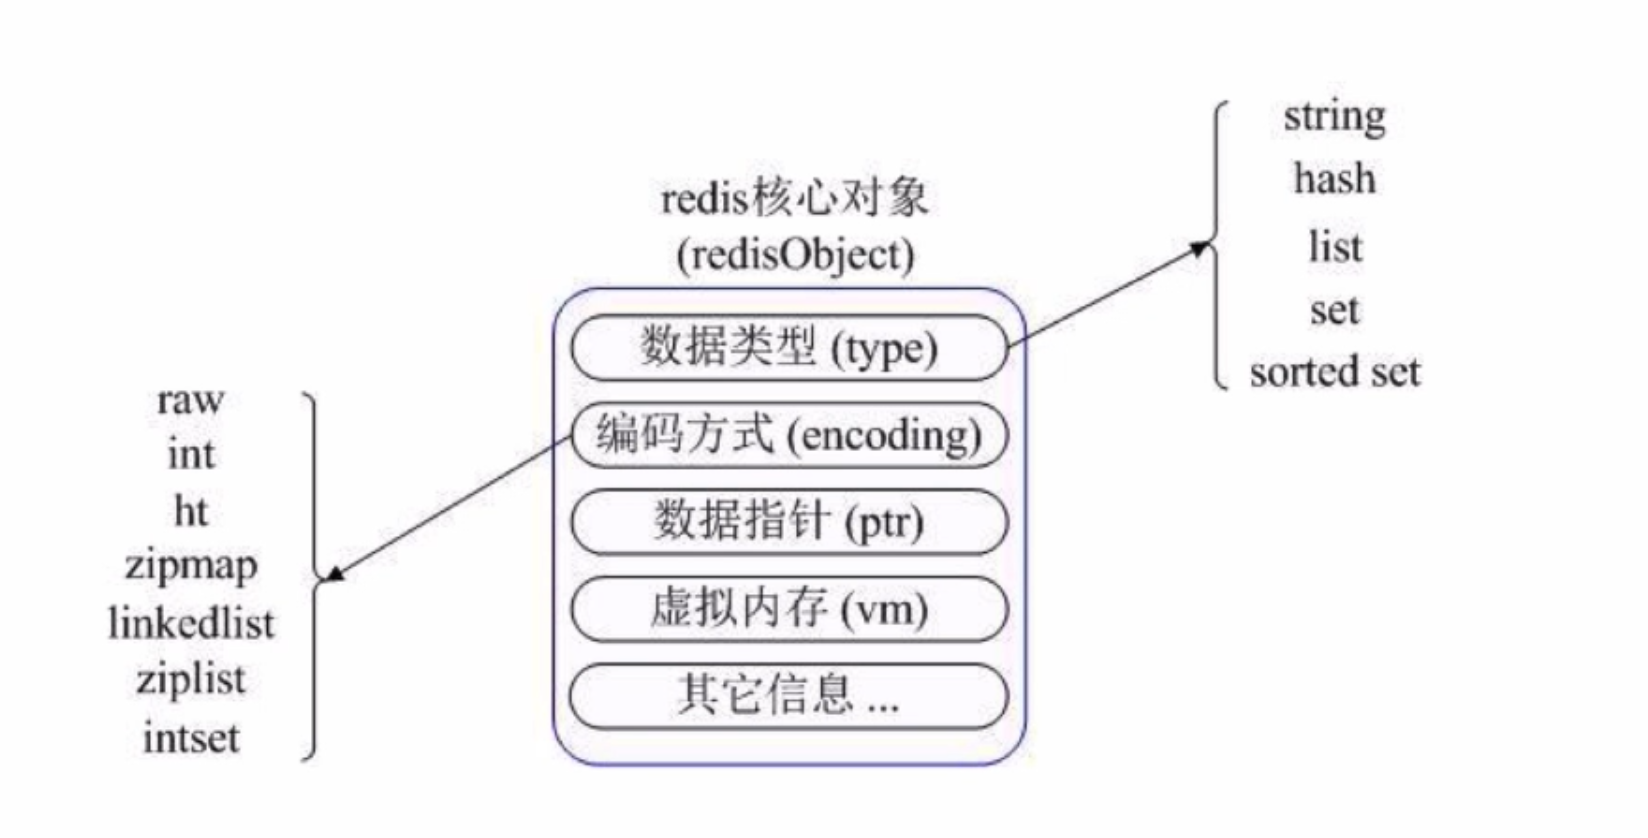 redis核心对象
(redisObject)
数据类型 (type)
编码方式 (encoding)
数据指针 (ptr)
虚拟内存 (vm)
其它信息 ...
string
hash
list
set
sorted set
raw
int
ht
zipmap
linkedlist
ziplist
intset